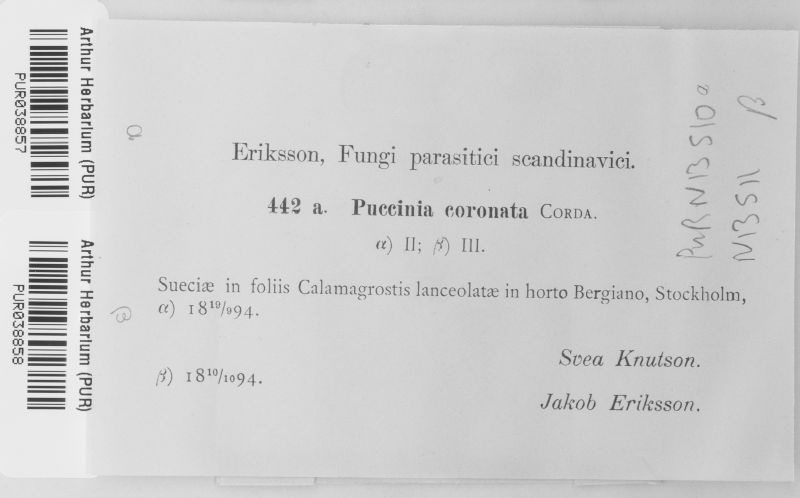 Arthur Herbarium (PUR)
PUR038857
Arthur Herbarium (PUR)
PUR038858
a
Eriksson, Fungi parasitici scandinavici.
442 a. Puccinia coronata CORDA.
α) II; β) III.
Sueciæ in foliis Calamagrostis lanceolatæ in horto Bergiano, Stockholm,
α) 18¹⁹/₉94.
Svea Knutson.
β) 18¹⁰/₁₀94.
Jakob Eriksson.
PUR N13510 a
N13511 β